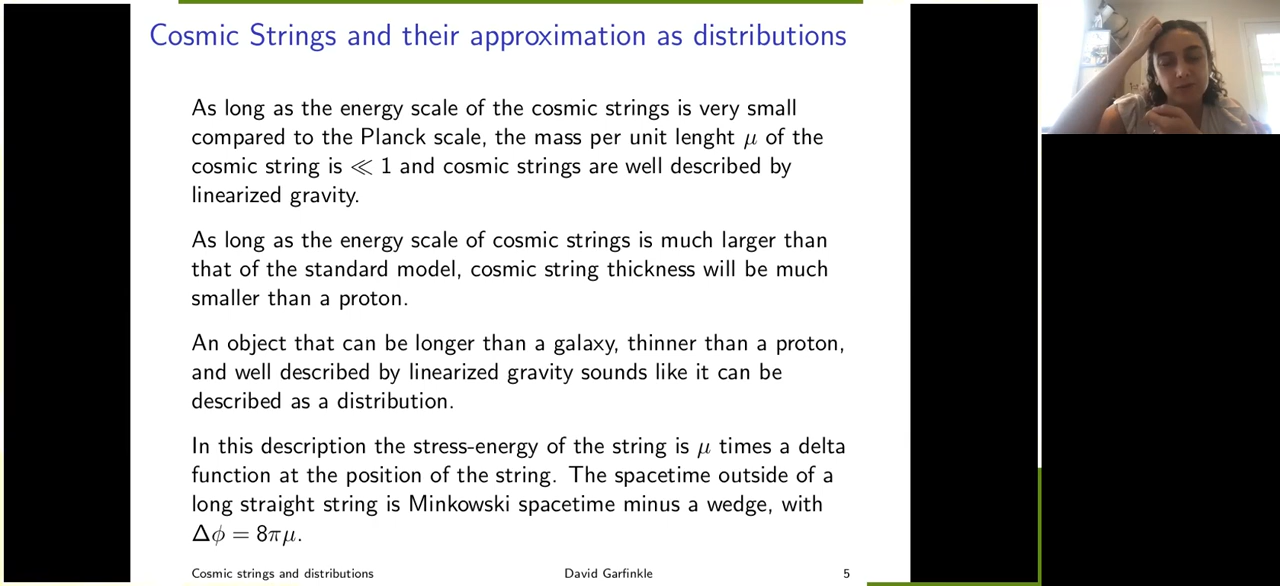 Cosmic Strings and their approximation as distributions
As long as the energy scale of the cosmic strings is very small
compared to the Planck scale, the mass per unit lenght μ of the
cosmic string is ≪ 1 and cosmic strings are well described by
linearized gravity.
As long as the energy scale of cosmic strings is much larger than
that of the standard model, cosmic string thickness will be much
smaller than a proton.
An object that can be longer than a galaxy, thinner than a proton,
and well described by linearized gravity sounds like it can be
described as a distribution.
In this description the stress-energy of the string is μ times a delta
function at the position of the string. The spacetime outside of a
long straight string is Minkowski spacetime minus a wedge, with
Δϕ = 8πμ.
Cosmic strings and distributions
David Garfinkle
5